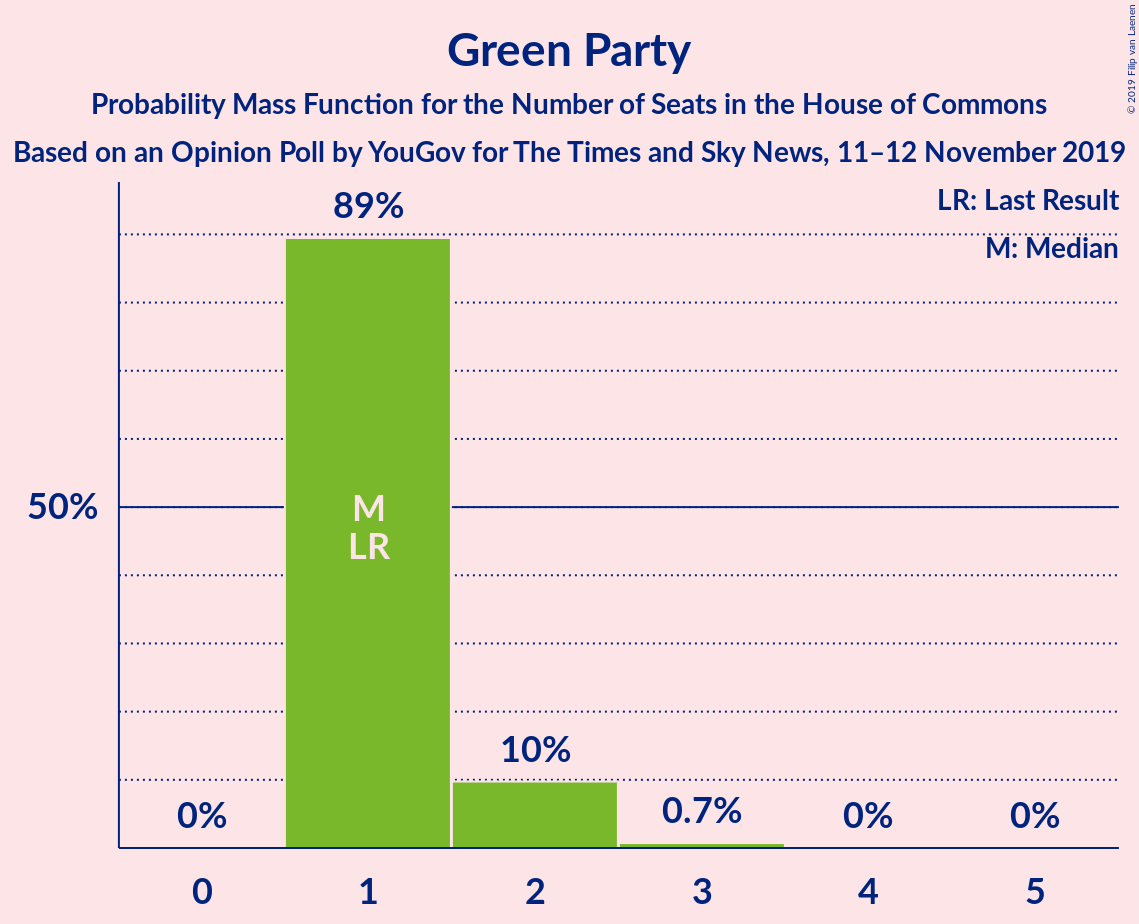 Green Party
Probability Mass Function for the Number of Seats in the House of Commons
Based on an Opinion Poll by YouGov for The Times and Sky News, 11–12 November 2019
© 2019 Filip van Laenen
LR: Last Result
M: Median
89%
50%
M
LR
10%
0%
0.7%
0%
0%
0
1
2
3
4
5